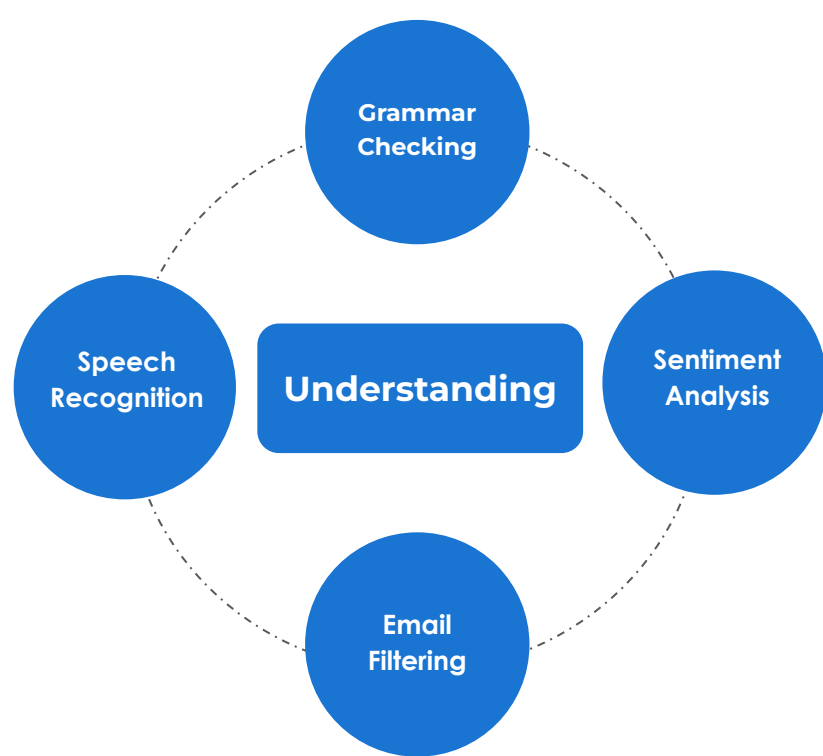 Grammar
Checking
Speech
Recognition
Understanding
Sentiment
Analysis
Email
Filtering